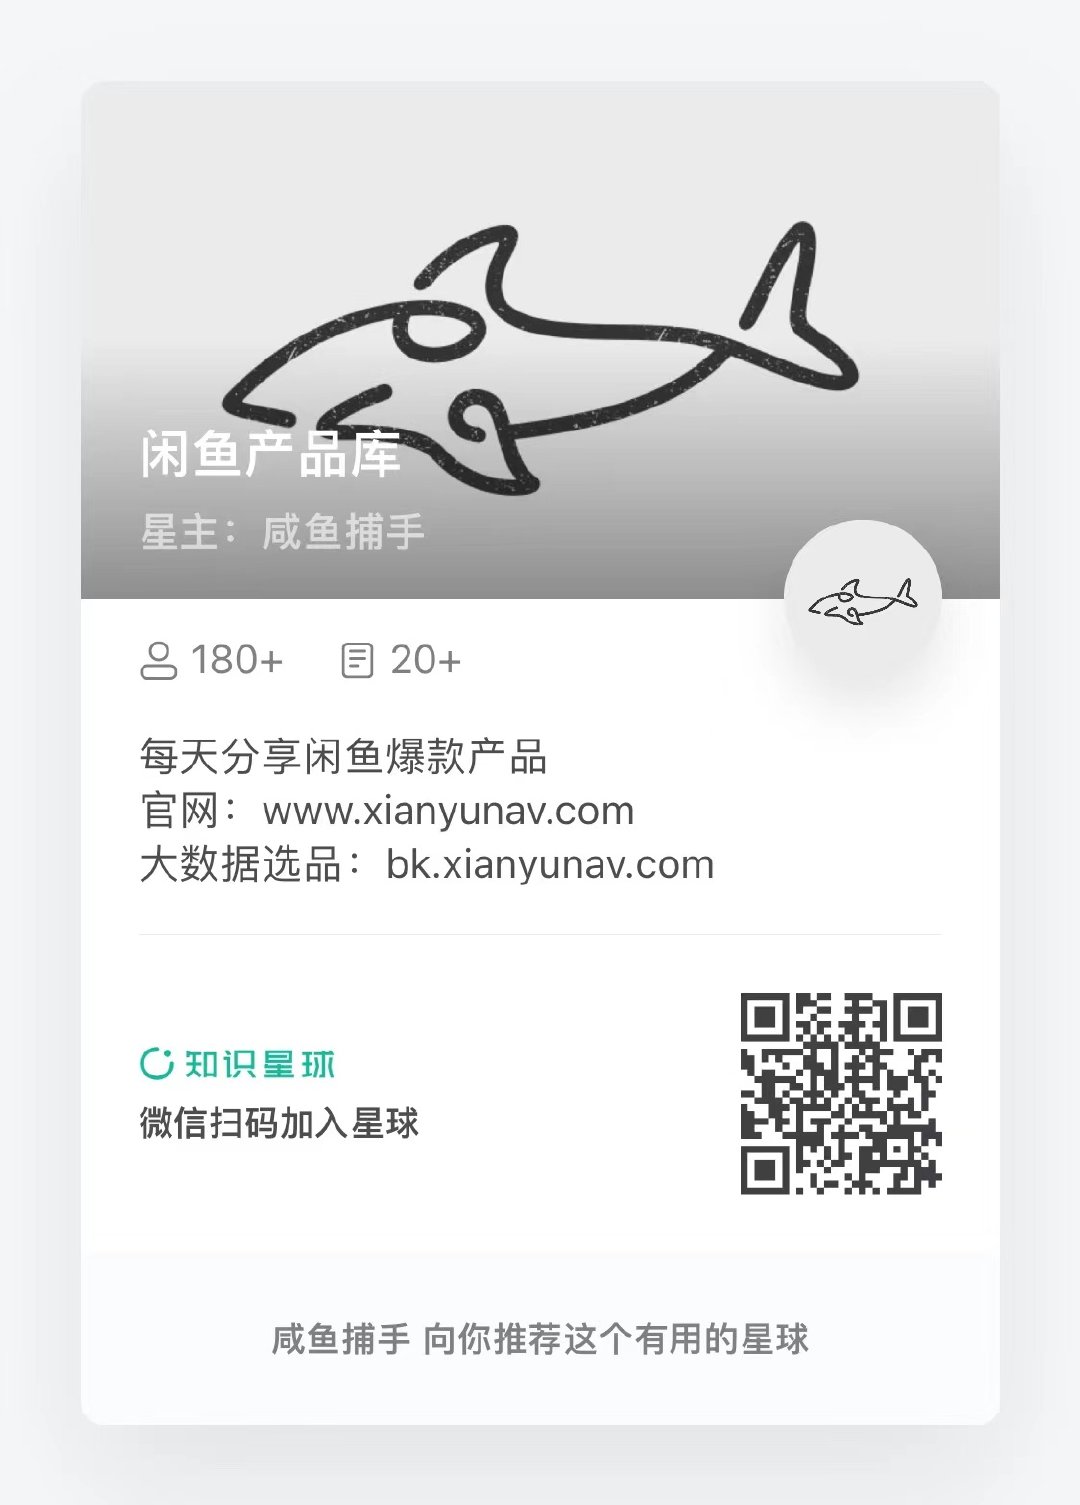 闲鱼产品库
星主：咸鱼捕手
180+ 20+
每天分享闲鱼爆款产品
官网：www.xianyunav.com
大数据选品：bk.xianyunav.com
知识星球
微信扫码加入星球
咸鱼捕手 向你推荐这个有用的星球